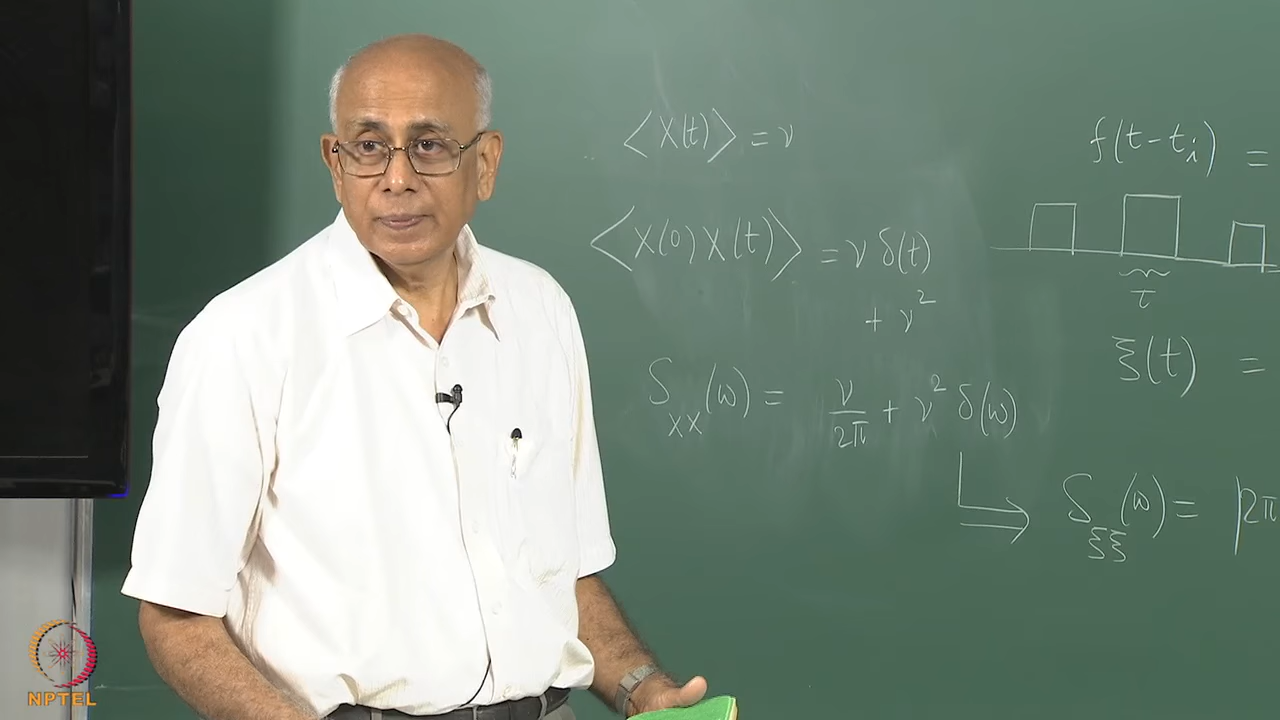 ⟨X(t)⟩ = ν
⟨X(0)X(t)⟩ = ν δ(t)
+ ν²
S_XX(ω) = ν/2π + ν² δ(ω)
f(t-t_i) =
τ
ξ(t) =
S_ξξ(ω) = |2π
NPTEL